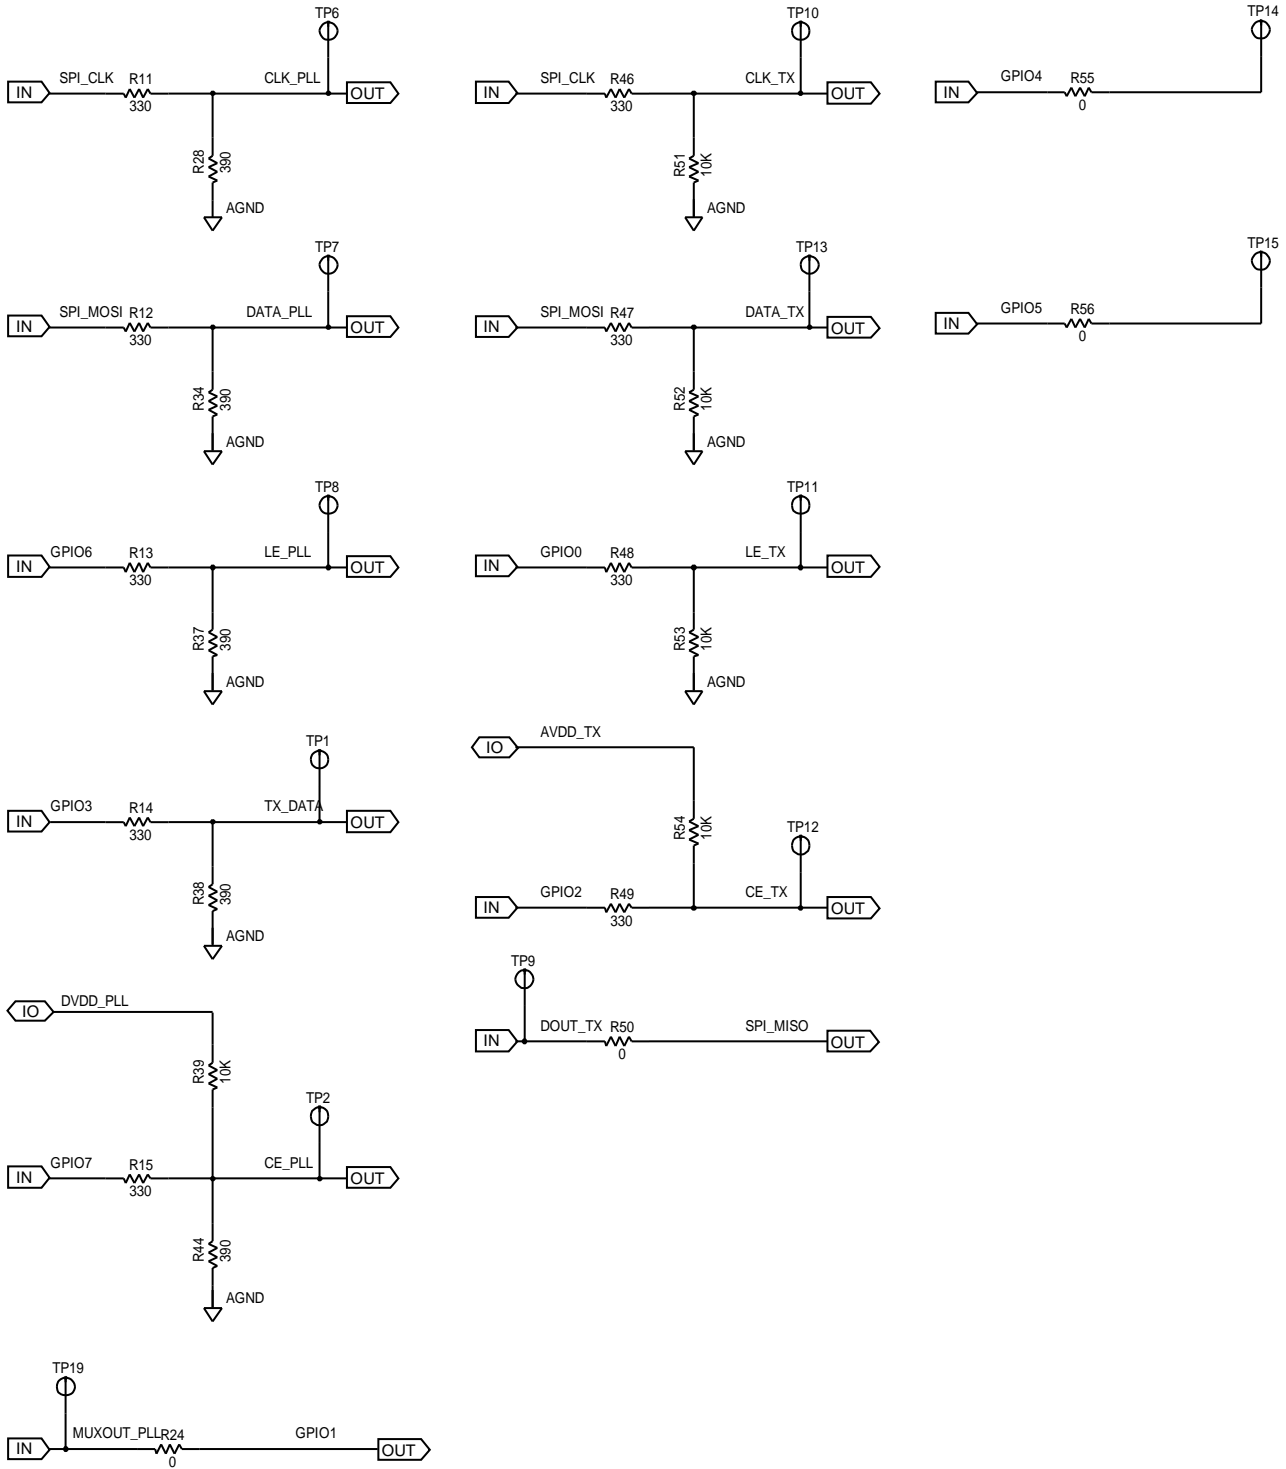 TP6
IN SPI_CLK R11 330 CLK_PLL OUT
R28 390
AGND
TP7
IN SPI_MOSI R12 330 DATA_PLL OUT
R34 390
AGND
TP8
IN GPIO6 R13 330 LE_PLL OUT
R37 390
AGND
TP1
IN GPIO3 R14 330 TX_DATA OUT
R38 390
AGND
IO DVDD_PLL
R39 10K
TP2
IN GPIO7 R15 330 CE_PLL OUT
R44 390
AGND
TP19
IN MUXOUT_PLL R24 0 GPIO1 OUT
TP10
IN SPI_CLK R46 330 CLK_TX OUT
R51 10K
AGND
TP13
IN SPI_MOSI R47 330 DATA_TX OUT
R52 10K
AGND
TP11
IN GPIO0 R48 330 LE_TX OUT
R53 10K
AGND
IO AVDD_TX
R54 10K
TP12
IN GPIO2 R49 330 CE_TX OUT
TP9
IN DOUT_TX R50 0 SPI_MISO OUT
TP14
IN GPIO4 R55 0
TP15
IN GPIO5 R56 0